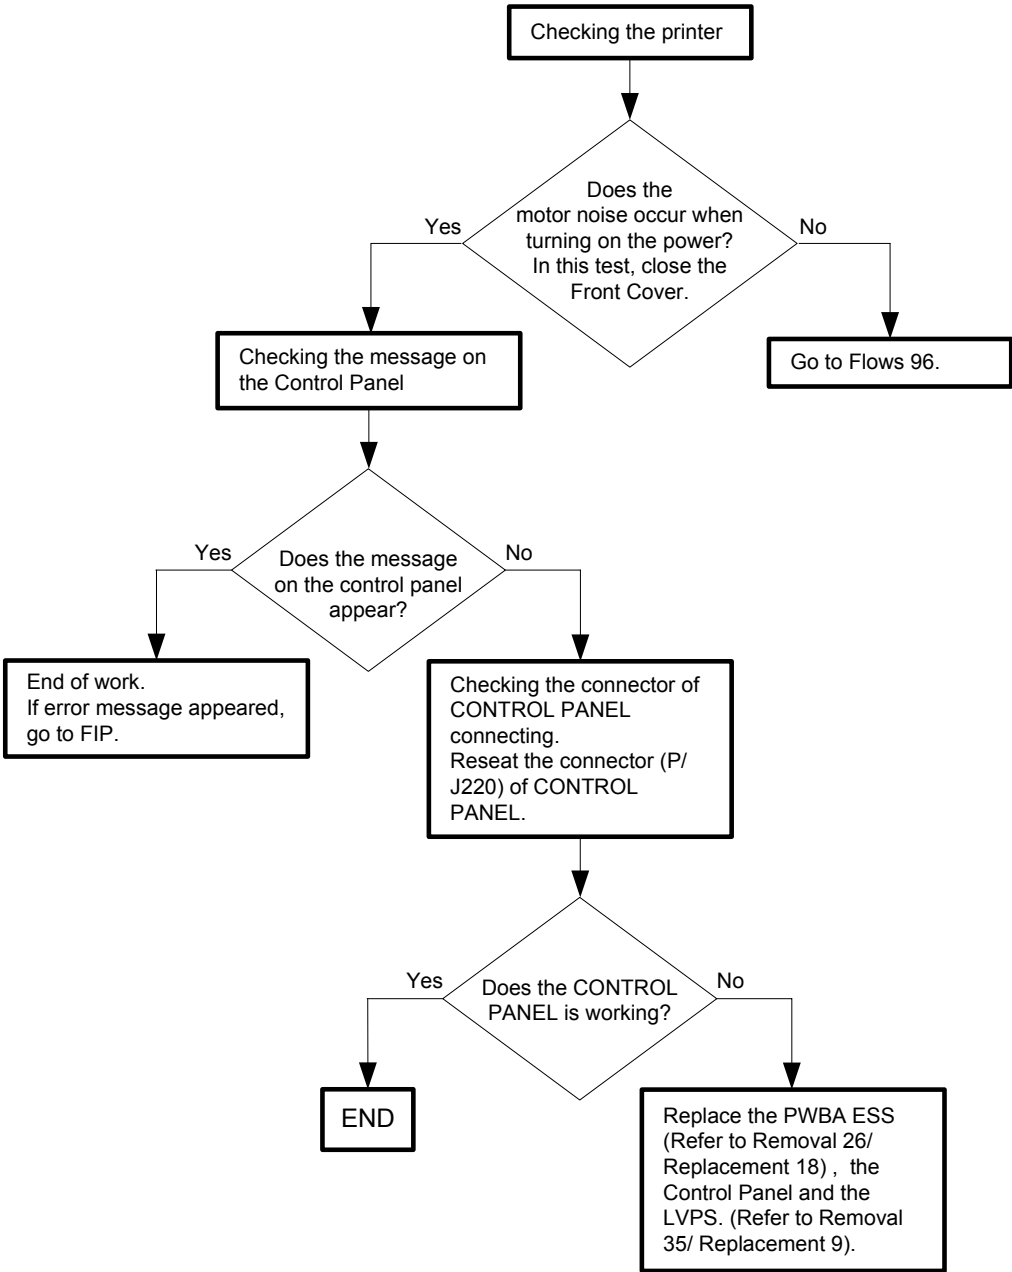 Checking the printer
Does the
motor noise occur when
turning on the power?
In this test, close the
Front Cover.
Yes
No
Checking the message on
the Control Panel
Go to Flows 96.
Does the message
on the control panel
appear?
Yes
No
End of work.
If error message appeared,
go to FIP.
Checking the connector of
CONTROL PANEL
connecting.
Reseat the connector (P/
J220) of CONTROL
PANEL.
Does the CONTROL
PANEL is working?
Yes
No
END
Replace the PWBA ESS
(Refer to Removal 26/
Replacement 18) , the
Control Panel and the
LVPS. (Refer to Removal
35/ Replacement 9).